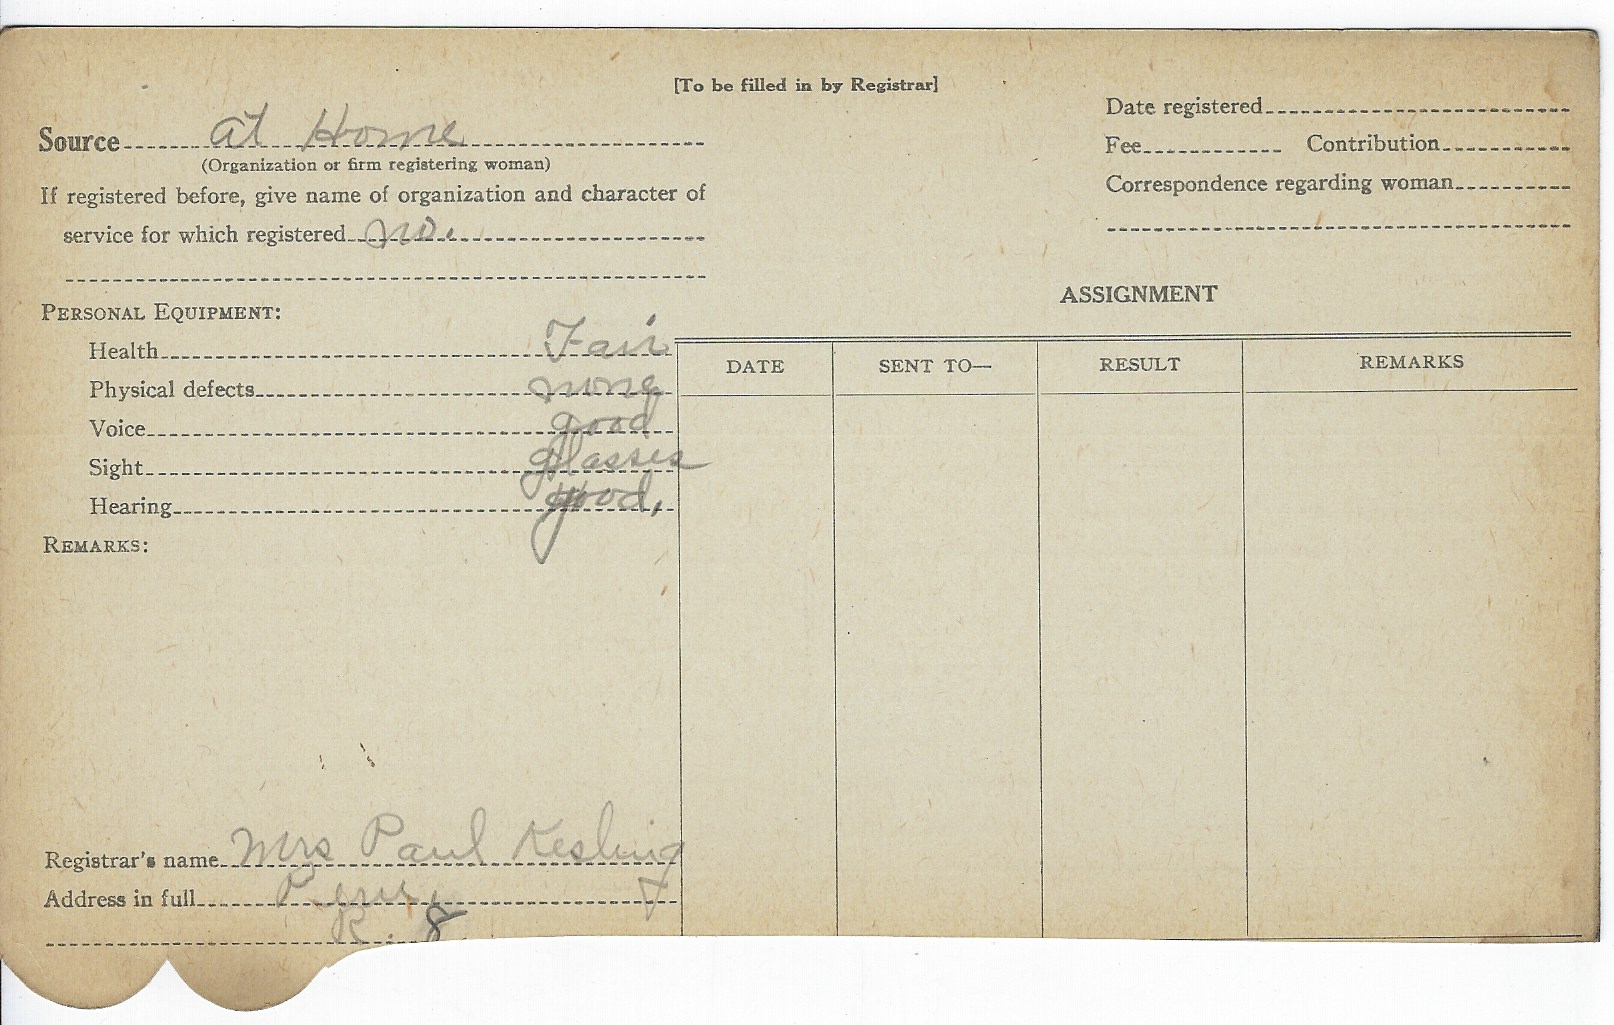 [To be filled in by Registrar]
Source at Home
(Organization or firm registering woman)
If registered before, give name of organization and character of
service for which registered no.
Date registered
Fee Contribution
Correspondence regarding woman
PERSONAL EQUIPMENT:
Health Fair
Physical defects none
Voice good
Sight glasses
Hearing good,
REMARKS:
ASSIGNMENT
DATE SENT TO— RESULT REMARKS
Registrar's name Mrs Paul Kesling
Address in full Peru,
R. 8